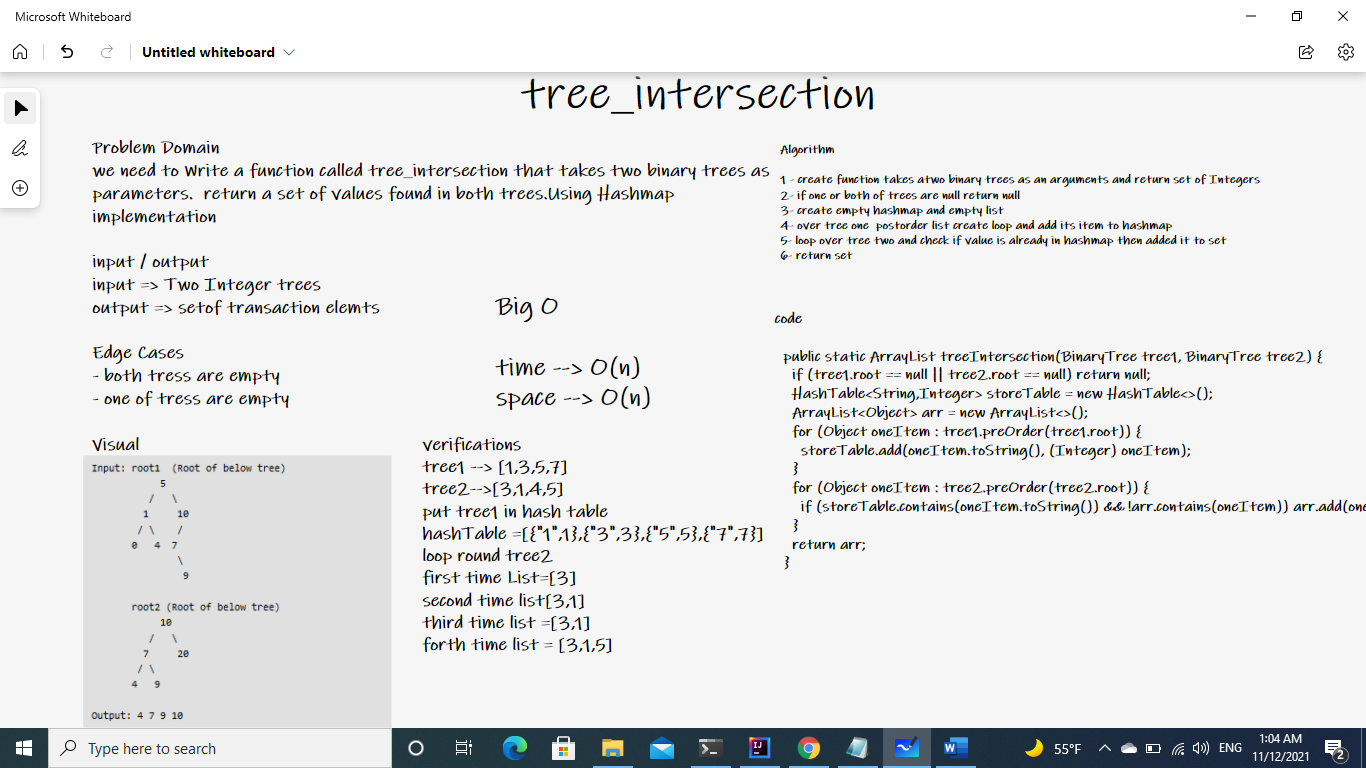 Microsoft Whiteboard
Untitled whiteboard
tree_intersection
Problem Domain
we need to Write a function called tree_intersection that takes two binary trees as
parameters. return a set of values found in both trees.Using Hashmap
implementation
input / output
input => Two Integer trees
output => setof transaction elemts
Edge Cases
- both tress are empty
- one of tress are empty
Big O
time --> O(n)
space --> O(n)
Visual
Input: root1 (Root of below tree)
5
/ \
1 10
/ \ /
0 4 7
\
9
root2 (Root of below tree)
10
/ \
7 20
/ \
4 9
Output: 4 7 9 10
verifications
tree1 --> [1,3,5,7]
tree2-->[3,1,4,5]
put tree1 in hash table
hashTable =[{"1",1},{"3",3},{"5",5},{"7",7}]
loop round tree2
first time List=[3]
second time list[3,1]
third time list =[3,1]
forth time list = [3,1,5]
Algorithm
1 - create function takes atwo binary trees as an arguments and return set of Integers
2- if one or both of trees are null return null
3- create empty hashmap and empty list
4- over tree one postorder list create loop and add its item to hashmap
5- loop over tree two and check if value is already in hashmap then added it to set
6- return set
code
public static ArrayList treeIntersection(BinaryTree tree1, BinaryTree tree2) {
if (tree1.root == null || tree2.root == null) return null;
HashTable<String,Integer> storeTable = new HashTable<>();
ArrayList<Object> arr = new ArrayList<>();
for (Object oneItem : tree1.preOrder(tree1.root)) {
storeTable.add(oneItem.toString(), (Integer) oneItem);
}
for (Object oneItem : tree2.preOrder(tree2.root)) {
if (storeTable.contains(oneItem.toString()) && !arr.contains(oneItem)) arr.add(one
}
return arr;
}
Type here to search
55°F
ENG
1:04 AM
11/12/2021
2